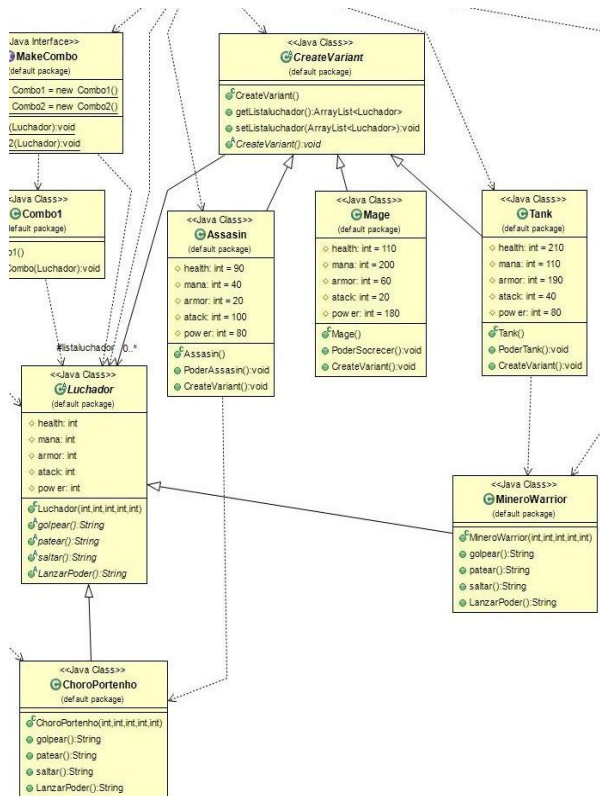 <<Java Interface>>
MakeCombo
(default package)
Combo1 = new Combo1()
Combo2 = new Combo2()
(Luchador):void
2(Luchador):void
<<Java Class>>
Combo1
default package)
o1()
Combo(Luchador):void
<<Java Class>>
CreateVariant
(default package)
CreateVariant()
getListaluchador():ArrayList<Luchador>
setListaluchador(ArrayList<Luchador>):void
CreateVariant():void
<<Java Class>>
Assasin
(default package)
health: int = 90
mana: int = 40
armor: int = 20
atack: int = 100
power: int = 80
Assasin()
PoderAssasin():void
CreateVariant():void
<<Java Class>>
Mage
(default package)
health: int = 110
mana: int = 200
armor: int = 60
atack: int = 20
power: int = 180
Mage()
PoderSocrecer():void
CreateVariant():void
<<Java Class>>
Tank
(default package)
health: int = 210
mana: int = 110
armor: int = 190
atack: int = 40
power: int = 80
Tank()
PoderTank():void
CreateVariant():void
#listaluchador 0..*
<<Java Class>>
Luchador
(default package)
health: int
mana: int
armor: int
atack: int
power: int
Luchador(int,int,int,int,int)
golpear():String
patear():String
saltar():String
LanzarPoder():String
<<Java Class>>
MineroWarrior
(default package)
MineroWarrior(int,int,int,int,int)
golpear():String
patear():String
saltar():String
LanzarPoder():String
<<Java Class>>
ChoroPortenho
(default package)
ChoroPortenho(int,int,int,int,int)
golpear():String
patear():String
saltar():String
LanzarPoder():String